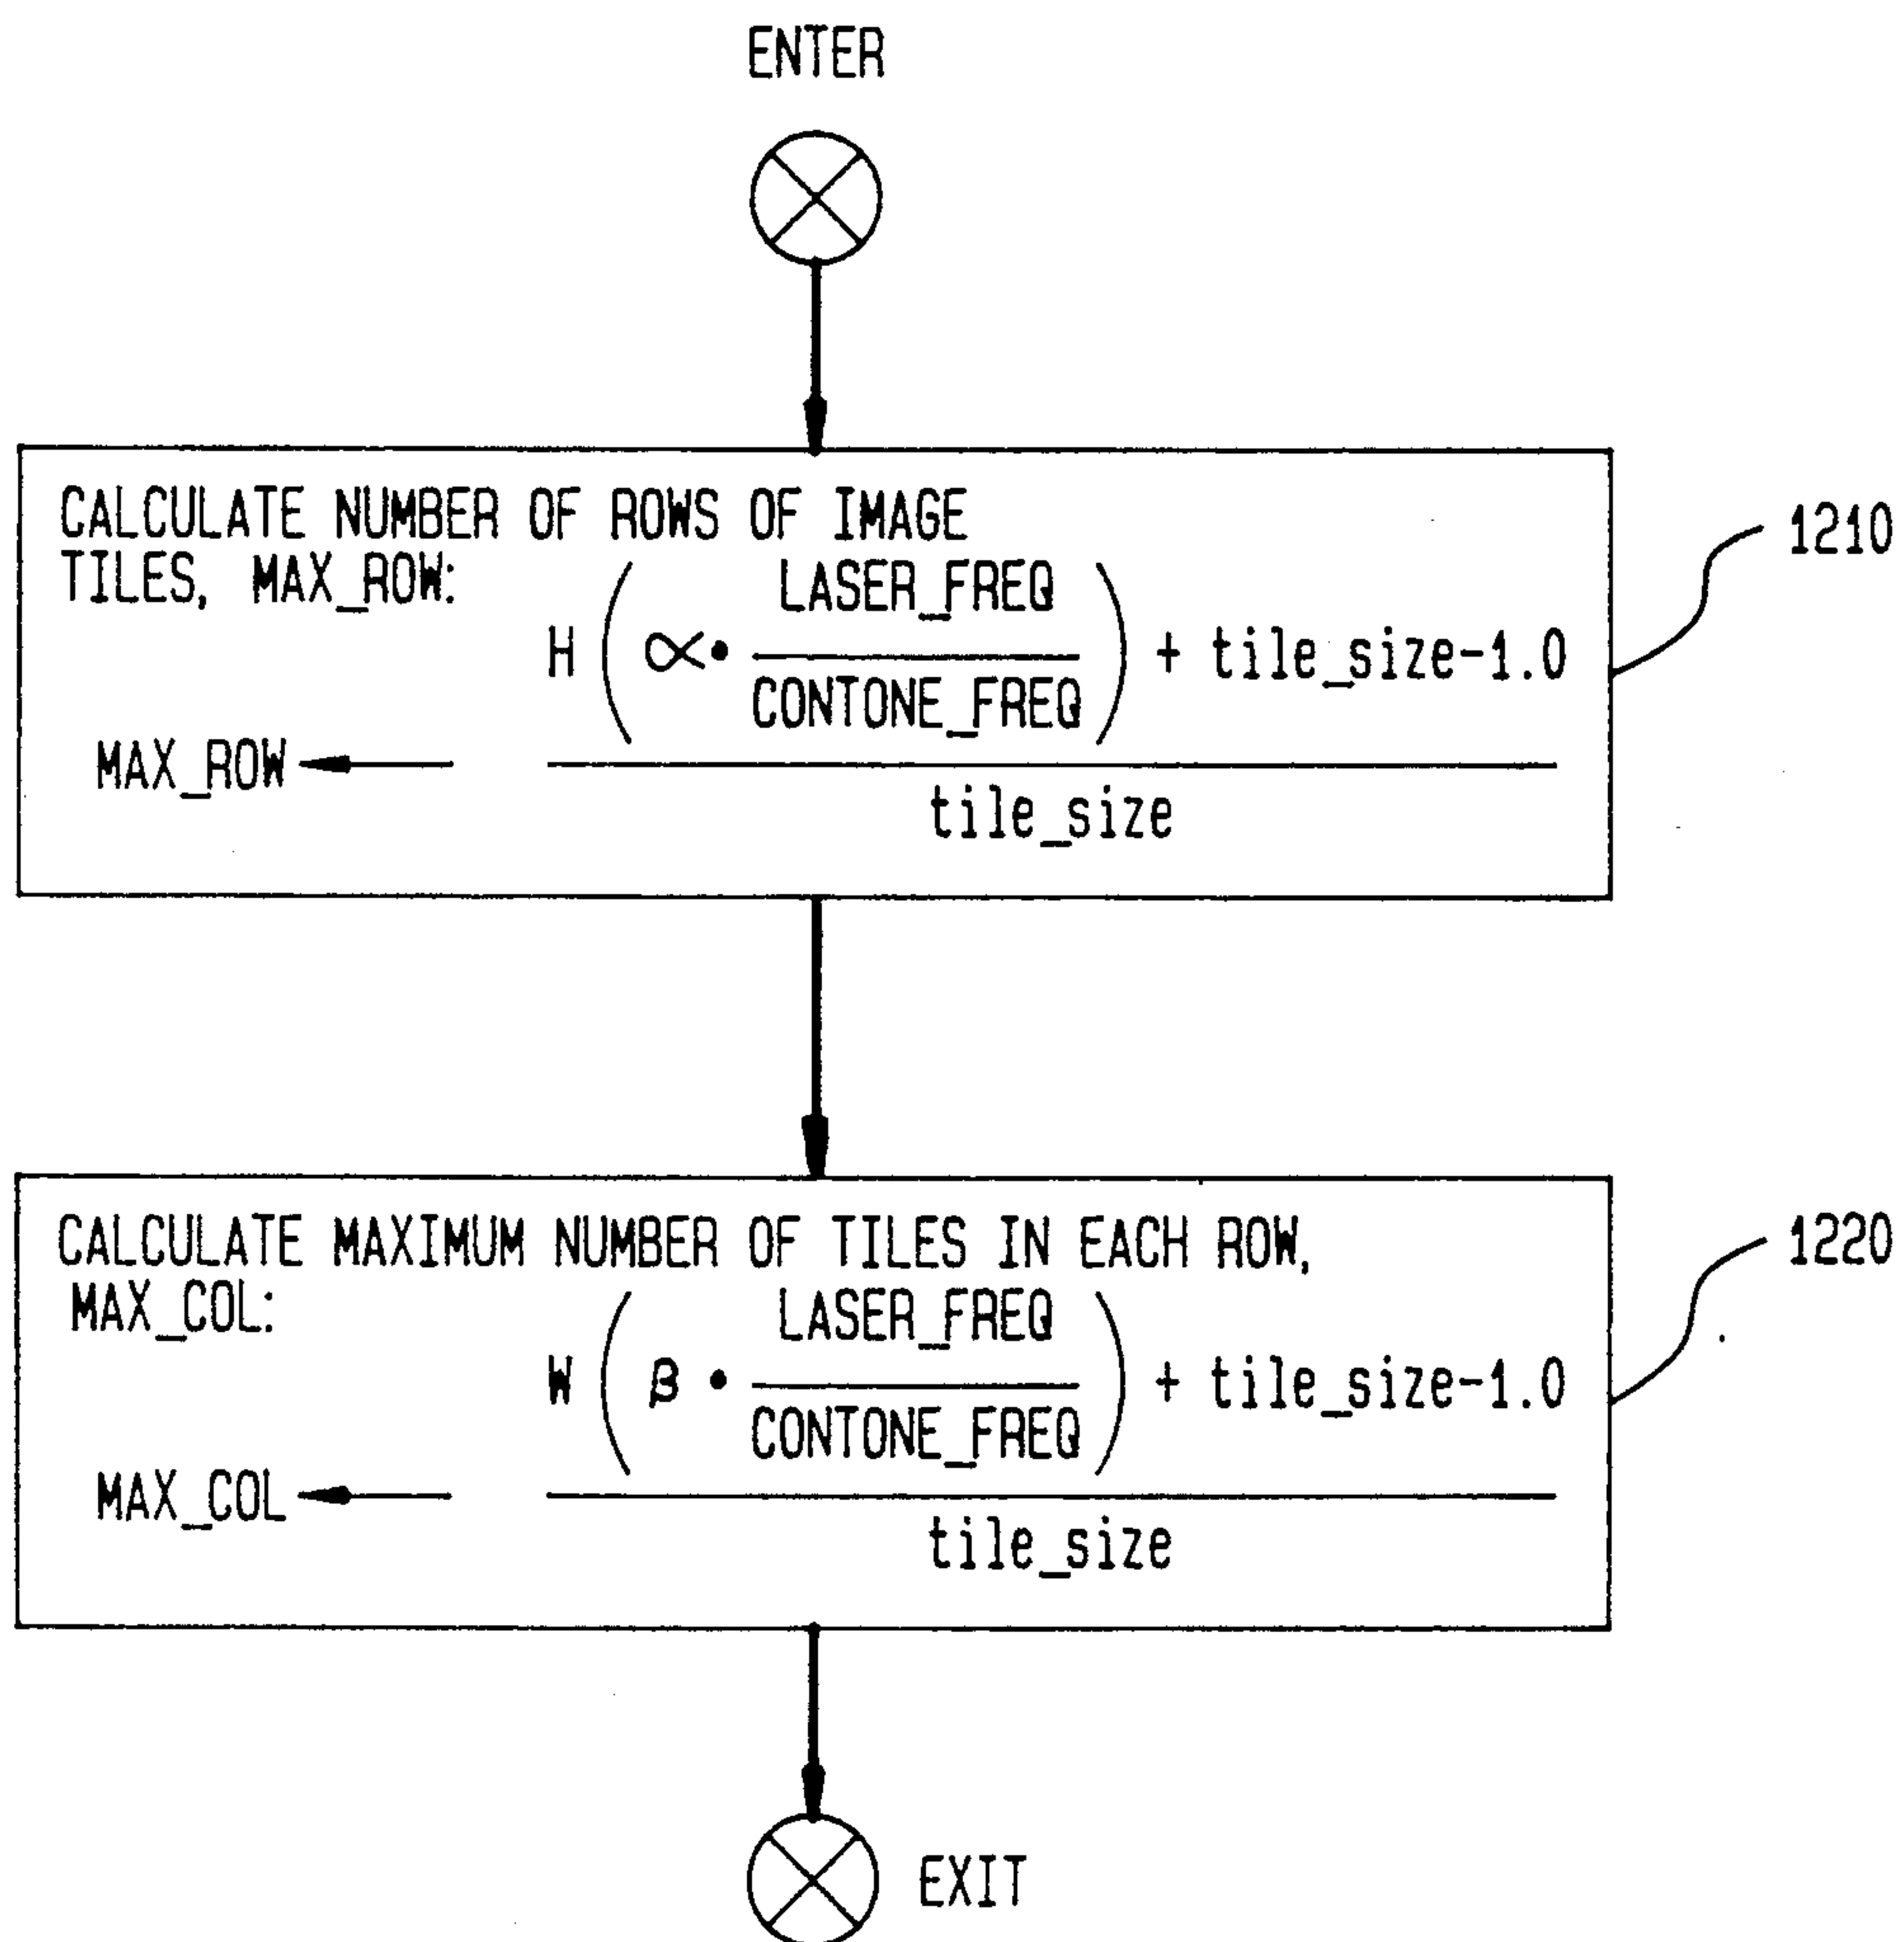 ENTER
CALCULATE NUMBER OF ROWS OF IMAGE
TILES, MAX_ROW:
LASER_FREQ
H ( ∝• ) + tile_size-1.0
CONTONE_FREQ
MAX_ROW ←
tile_size
1210
CALCULATE MAXIMUM NUMBER OF TILES IN EACH ROW,
MAX_COL:
LASER_FREQ
W ( β • ) + tile_size-1.0
CONTONE_FREQ
MAX_COL ←
tile_size
1220
EXIT